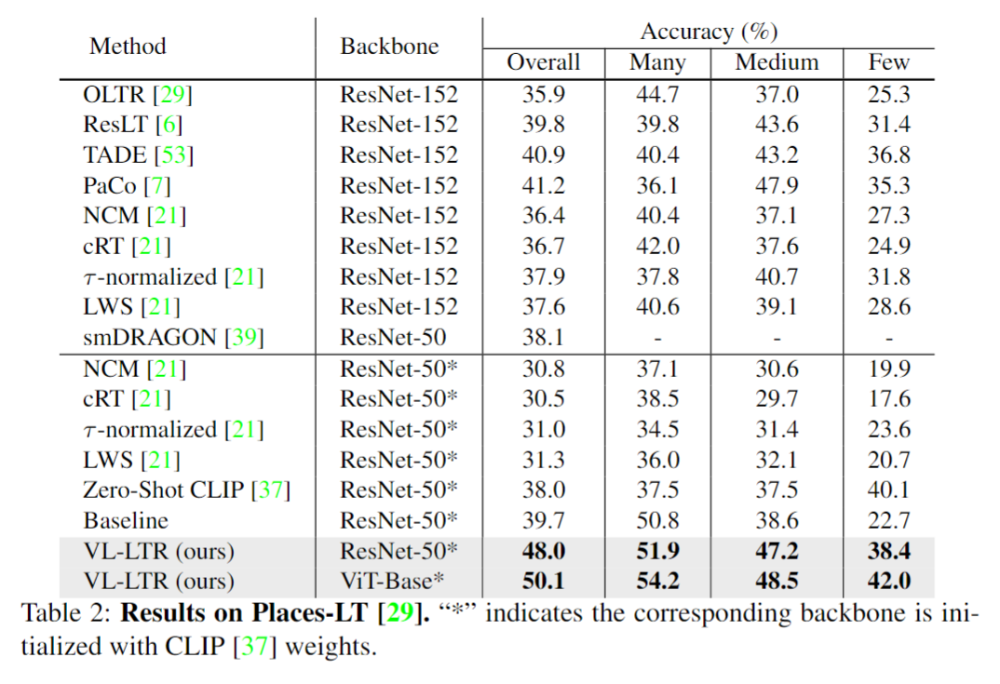 Method Backbone Accuracy (%)
Overall Many Medium Few
OLTR [29] ResNet-152 35.9 44.7 37.0 25.3
ResLT [6] ResNet-152 39.8 39.8 43.6 31.4
TADE [53] ResNet-152 40.9 40.4 43.2 36.8
PaCo [7] ResNet-152 41.2 36.1 47.9 35.3
NCM [21] ResNet-152 36.4 40.4 37.1 27.3
cRT [21] ResNet-152 36.7 42.0 37.6 24.9
τ-normalized [21] ResNet-152 37.9 37.8 40.7 31.8
LWS [21] ResNet-152 37.6 40.6 39.1 28.6
smDRAGON [39] ResNet-50 38.1 - - -
NCM [21] ResNet-50* 30.8 37.1 30.6 19.9
cRT [21] ResNet-50* 30.5 38.5 29.7 17.6
τ-normalized [21] ResNet-50* 31.0 34.5 31.4 23.6
LWS [21] ResNet-50* 31.3 36.0 32.1 20.7
Zero-Shot CLIP [37] ResNet-50* 38.0 37.5 37.5 40.1
Baseline ResNet-50* 39.7 50.8 38.6 22.7
VL-LTR (ours) ResNet-50* 48.0 51.9 47.2 38.4
VL-LTR (ours) ViT-Base* 50.1 54.2 48.5 42.0
Table 2: Results on Places-LT [29]. “*” indicates the corresponding backbone is ini-
tialized with CLIP [37] weights.